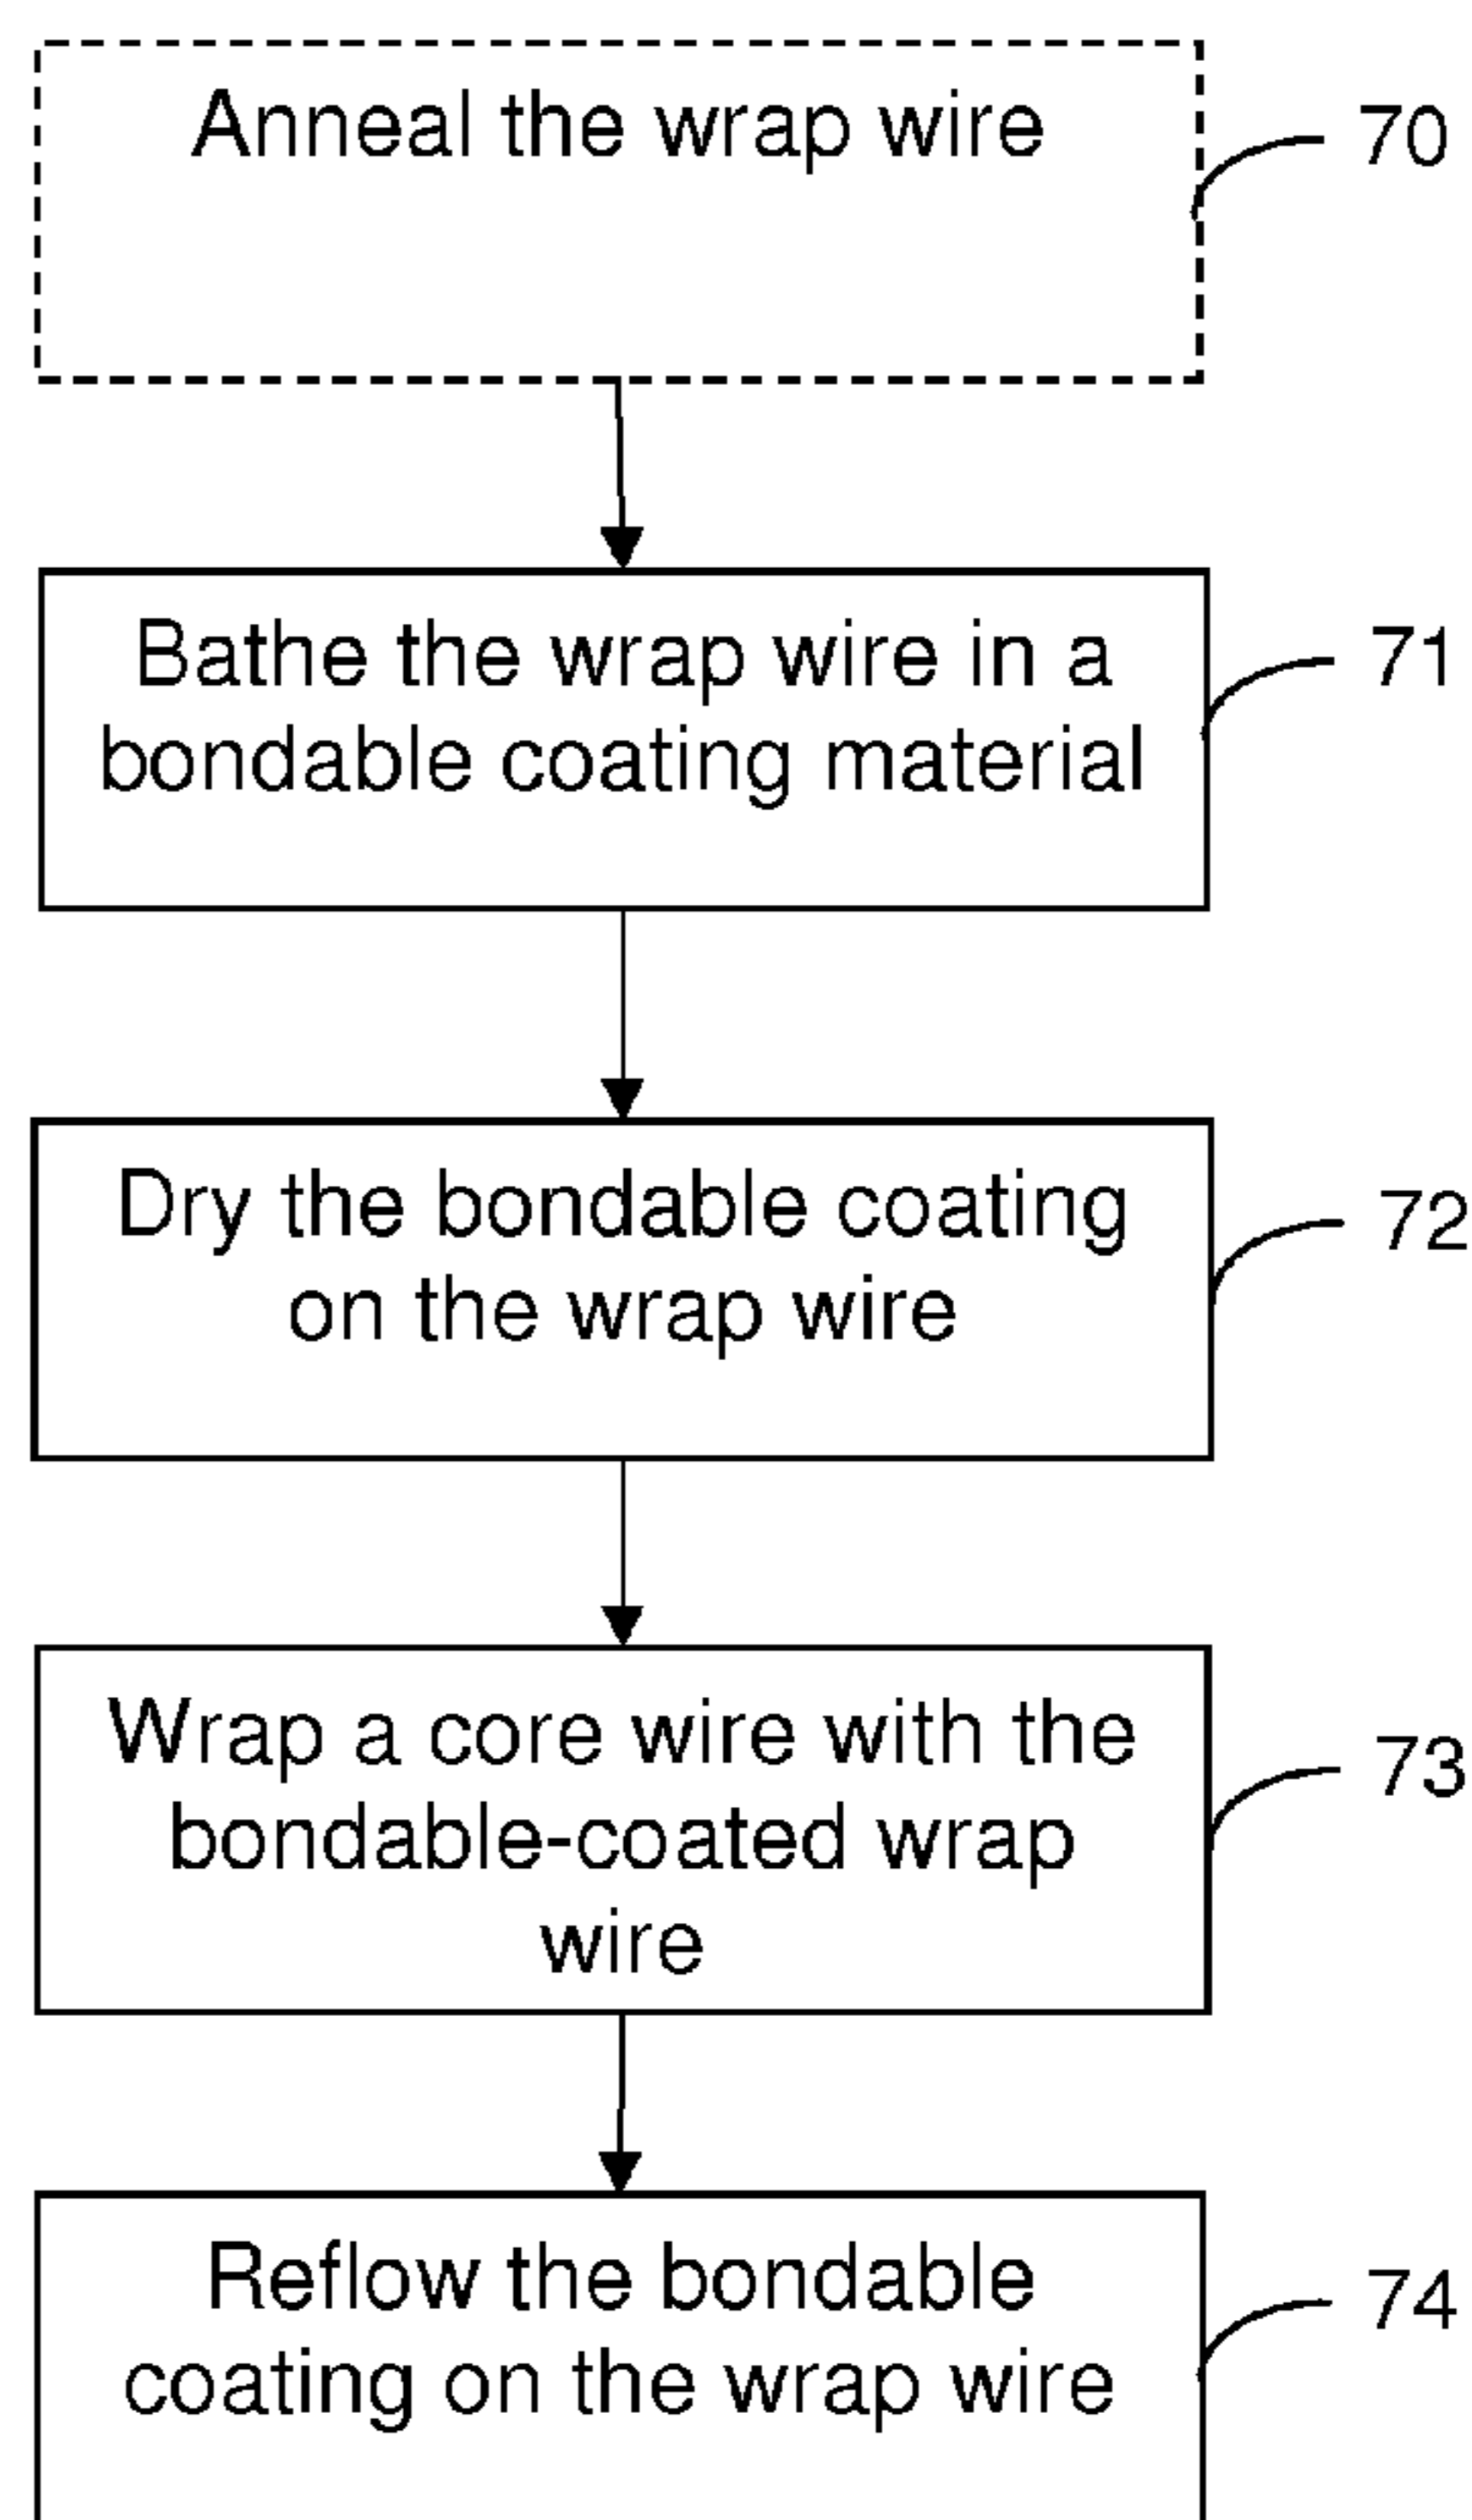 Anneal the wrap wire
70
Bathe the wrap wire in a
bondable coating material
71
Dry the bondable coating
on the wrap wire
72
Wrap a core wire with the
bondable-coated wrap
wire
73
Reflow the bondable
coating on the wrap wire
74